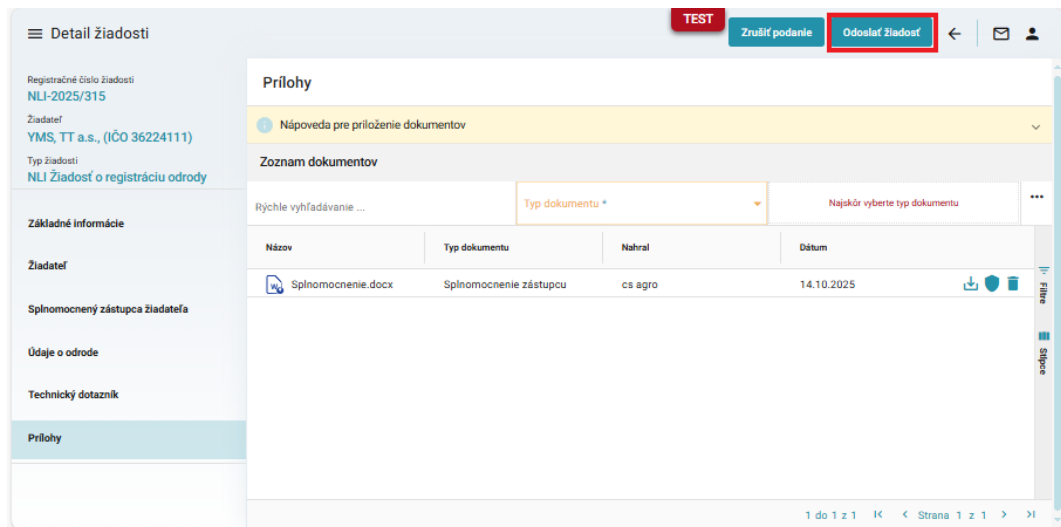 Detail žiadosti
TEST
Zrušiť podanie
Odoslať žiadosť
Registračné číslo žiadosti
NLI-2025/315
Žiadateľ
YMS, TT a.s., (IČO 36224111)
Typ žiadosti
NLI Žiadosť o registráciu odrody
Základné informácie
Žiadateľ
Splnomocnený zástupca žiadateľa
Údaje o odrode
Technický dotazník
Prílohy
Prílohy
Nápoveda pre priloženie dokumentov
Zoznam dokumentov
Rýchle vyhľadávanie ...
Typ dokumentu *
Najskôr vyberte typ dokumentu
Názov Typ dokumentu Nahral Dátum
Splnomocnenie.docx Splnomocnenie zástupcu cs agro 14.10.2025
Filtre
Stĺpce
1 do 1 z 1 Strana 1 z 1